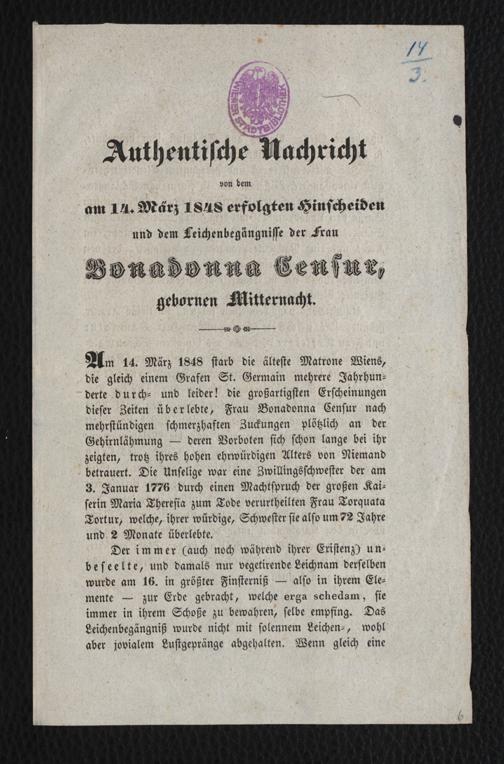 14
3.
WIENER STADTBIBLIOTHEK
Authentische Nachricht
von dem
am 14. März 1848 erfolgten Hinscheiden
und dem Leichenbegängnisse der Frau
Bonadonna Censur,
gebornen Mitternacht.
Am 14. März 1848 starb die älteste Matrone Wiens,
die gleich einem Grafen St. Germain mehrere Jahrhun-
derte durch- und leider! die großartigsten Erscheinungen
dieser Zeiten überlebte, Frau Bonadonna Censur nach
mehrstündigen schmerzhaften Zuckungen plötzlich an der
Gehirnlähmung — deren Vorboten sich schon lange bei ihr
zeigten, trotz ihres hohen ehrwürdigen Alters von Niemand
betrauert. Die Unselige war eine Zwillingsschwester der am
3. Januar 1776 durch einen Machtspruch der großen Kai-
serin Maria Theresia zum Tode verurtheilten Frau Torquata
Tortur, welche, ihrer würdige, Schwester sie also um 72 Jahre
und 2 Monate überlebte.
Der immer (auch noch während ihrer Existenz) un-
beseelte, und damals nur vegetirende Leichnam derselben
wurde am 16. in größter Finsterniß — also in ihrem Ele-
mente — zur Erde gebracht, welche erga schedam, sie
immer in ihrem Schoße zu bewahren, selbe empfing. Das
Leichenbegängniß wurde nicht mit solennem Leichen-, wohl
aber jovialem Lustgepränge abgehalten. Wenn gleich eine
6